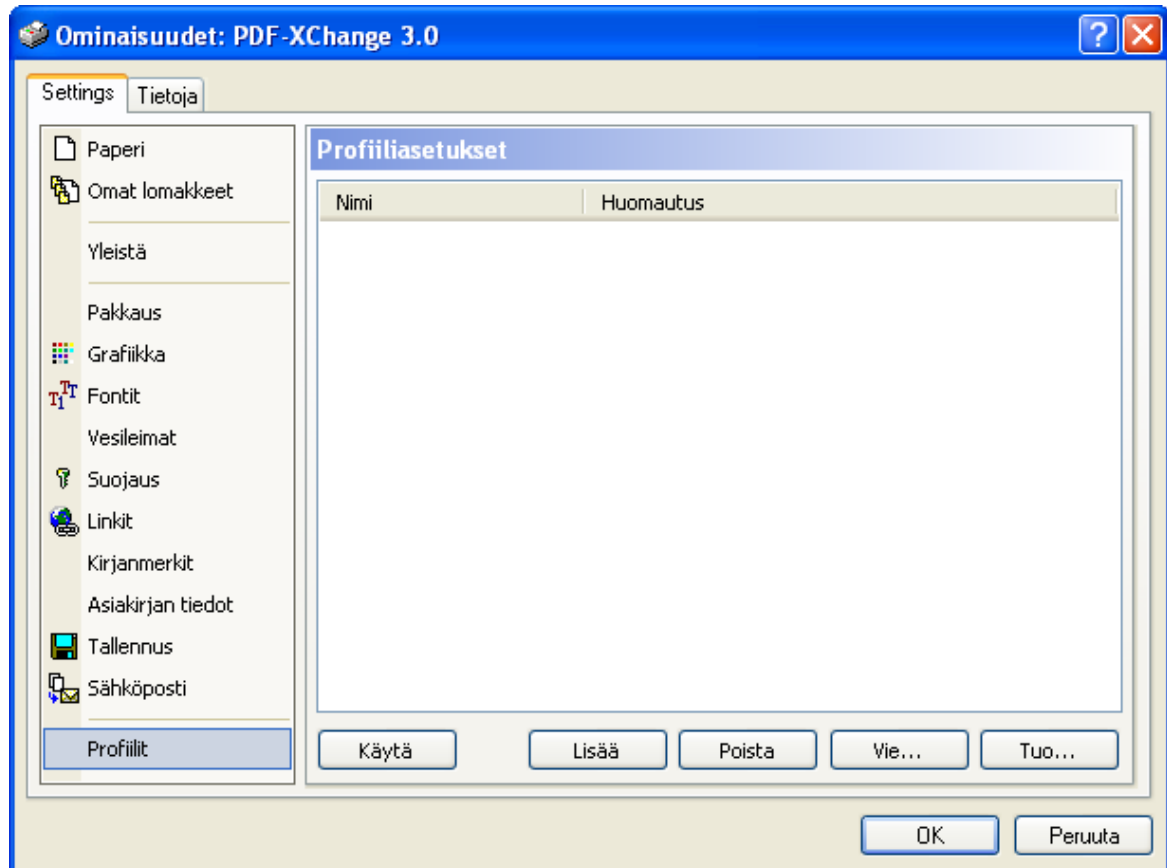 Ominaisuudet: PDF-XChange 3.0
Settings Tietoja
Paperi
Omat lomakkeet
Yleistä
Pakkaus
Grafiikka
Fontit
Vesileimat
Suojaus
Linkit
Kirjanmerkit
Asiakirjan tiedot
Tallennus
Sähköposti
Profiilit
Profiiliasetukset
Nimi Huomautus
Käytä Lisää Poista Vie... Tuo...
OK Peruuta